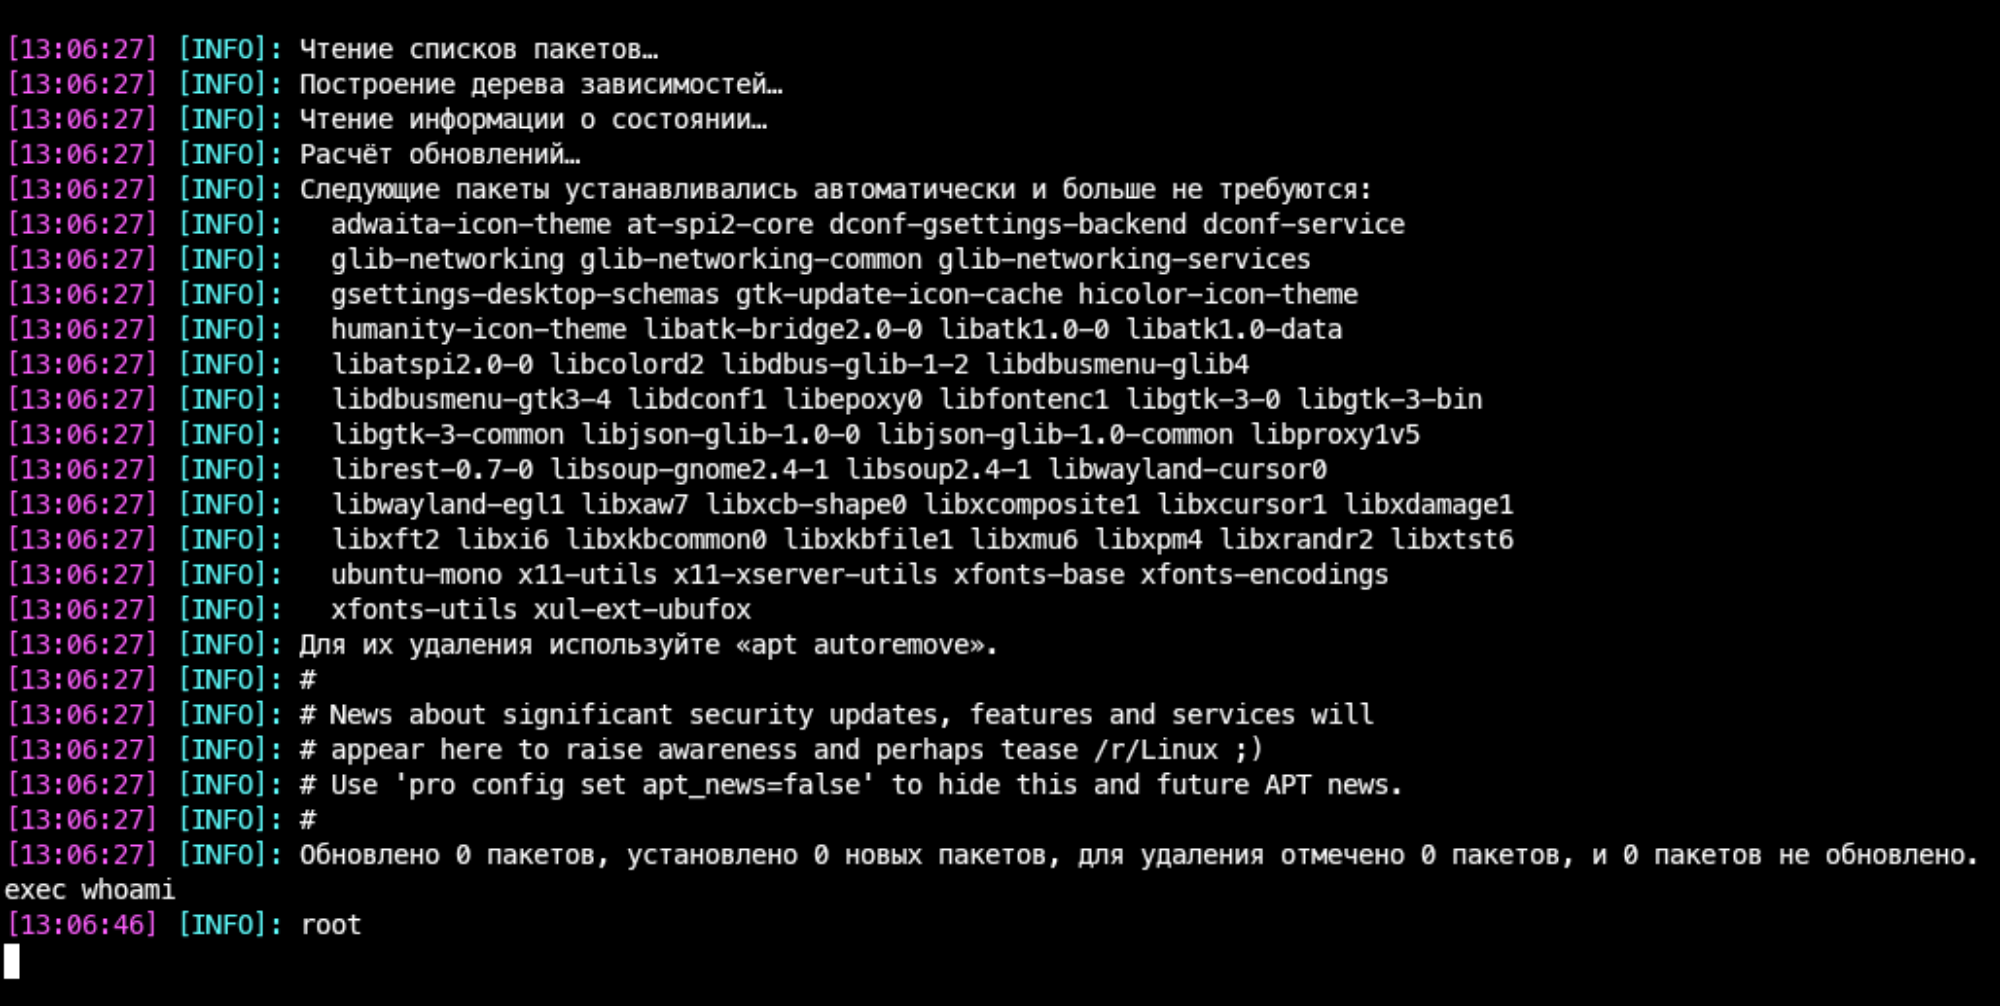 [13:06:27] [INFO]: Чтение списков пакетов…
[13:06:27] [INFO]: Построение дерева зависимостей…
[13:06:27] [INFO]: Чтение информации о состоянии…
[13:06:27] [INFO]: Расчёт обновлений…
[13:06:27] [INFO]: Следующие пакеты устанавливались автоматически и больше не требуются:
[13:06:27] [INFO]:   adwaita-icon-theme at-spi2-core dconf-gsettings-backend dconf-service
[13:06:27] [INFO]:   glib-networking glib-networking-common glib-networking-services
[13:06:27] [INFO]:   gsettings-desktop-schemas gtk-update-icon-cache hicolor-icon-theme
[13:06:27] [INFO]:   humanity-icon-theme libatk-bridge2.0-0 libatk1.0-0 libatk1.0-data
[13:06:27] [INFO]:   libatspi2.0-0 libcolord2 libdbus-glib-1-2 libdbusmenu-glib4
[13:06:27] [INFO]:   libdbusmenu-gtk3-4 libdconf1 libepoxy0 libfontenc1 libgtk-3-0 libgtk-3-bin
[13:06:27] [INFO]:   libgtk-3-common libjson-glib-1.0-0 libjson-glib-1.0-common libproxy1v5
[13:06:27] [INFO]:   librest-0.7-0 libsoup-gnome2.4-1 libsoup2.4-1 libwayland-cursor0
[13:06:27] [INFO]:   libwayland-egl1 libxaw7 libxcb-shape0 libxcomposite1 libxcursor1 libxdamage1
[13:06:27] [INFO]:   libxft2 libxi6 libxkbcommon0 libxkbfile1 libxmu6 libxpm4 libxrandr2 libxtst6
[13:06:27] [INFO]:   ubuntu-mono x11-utils x11-xserver-utils xfonts-base xfonts-encodings
[13:06:27] [INFO]:   xfonts-utils xul-ext-ubufox
[13:06:27] [INFO]: Для их удаления используйте «apt autoremove».
[13:06:27] [INFO]: #
[13:06:27] [INFO]: # News about significant security updates, features and services will
[13:06:27] [INFO]: # appear here to raise awareness and perhaps tease /r/Linux ;)
[13:06:27] [INFO]: # Use 'pro config set apt_news=false' to hide this and future APT news.
[13:06:27] [INFO]: #
[13:06:27] [INFO]: Обновлено 0 пакетов, установлено 0 новых пакетов, для удаления отмечено 0 пакетов, и 0 пакетов не обновлено.
exec whoami
[13:06:46] [INFO]: root